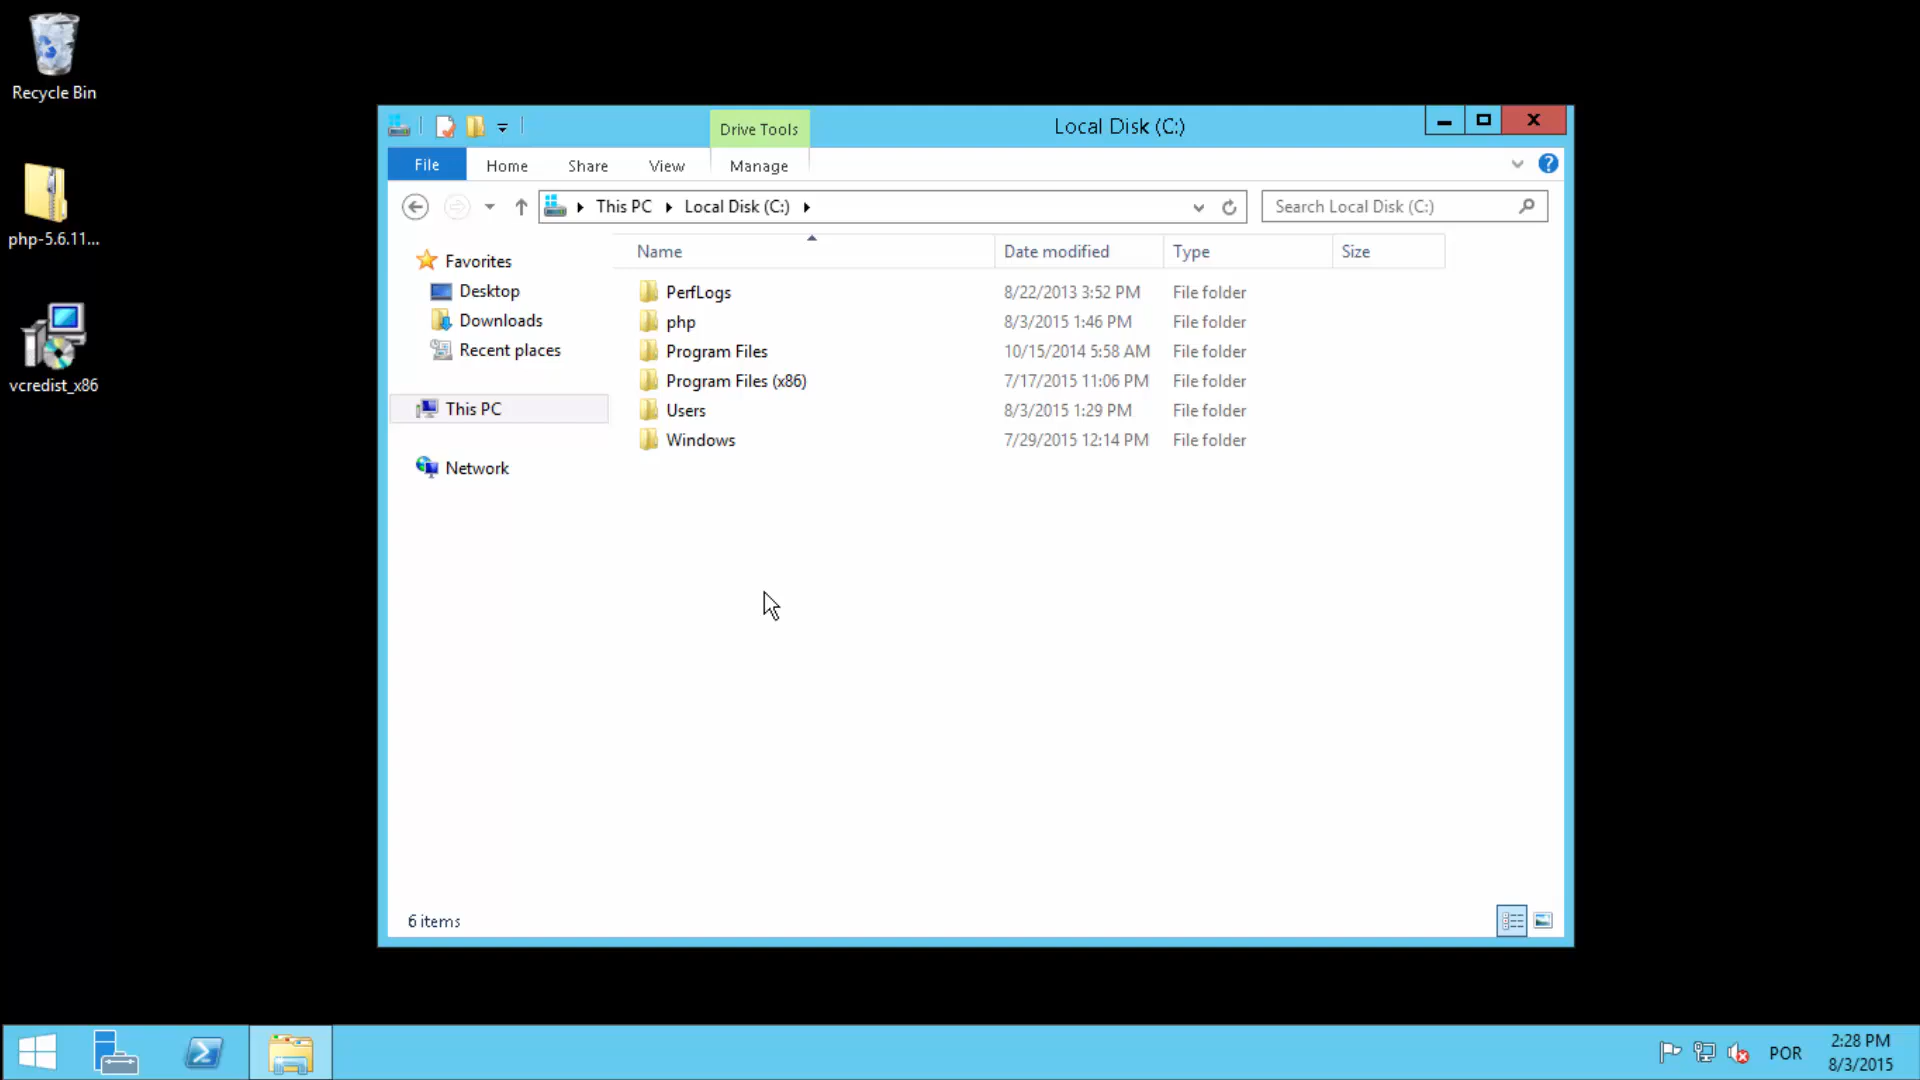 Recycle Bin
php-5.6.11...
vcredist_x86
Drive Tools
Local Disk (C:)
File
Home
Share
View
Manage
This PC
Local Disk (C:)
Search Local Disk (C:)
Favorites
Desktop
Downloads
Recent places
This PC
Network
Name
Date modified
Type
Size
PerfLogs
8/22/2013 3:52 PM
File folder
php
8/3/2015 1:46 PM
File folder
Program Files
10/15/2014 5:58 AM
File folder
Program Files (x86)
7/17/2015 11:06 PM
File folder
Users
8/3/2015 1:29 PM
File folder
Windows
7/29/2015 12:14 PM
File folder
6 items
POR
2:28 PM
8/3/2015